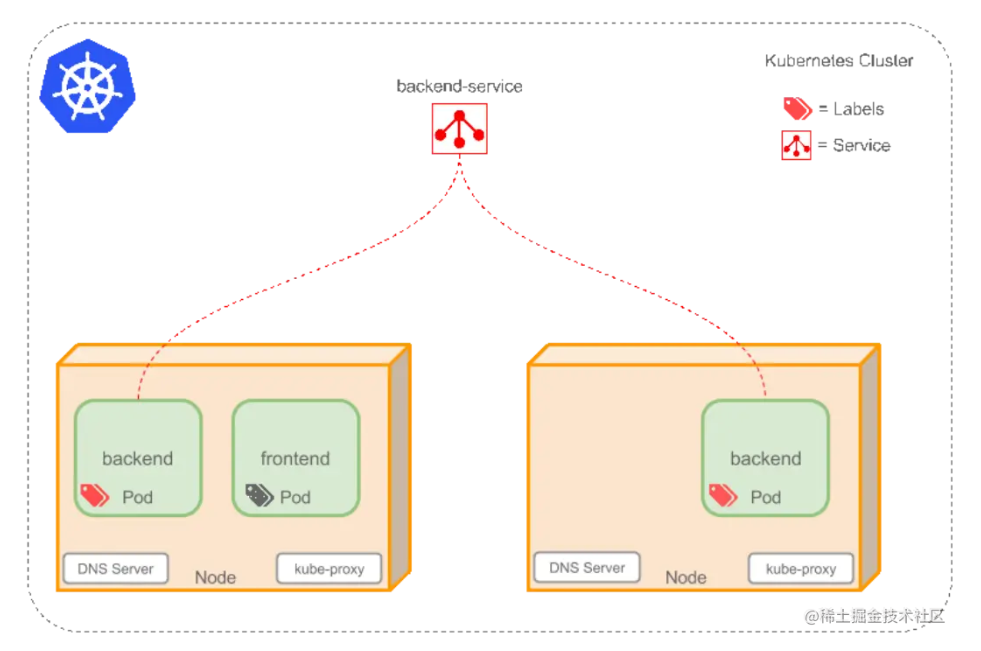 Kubernetes Cluster
backend-service
= Labels
= Service
backend
Pod
frontend
Pod
backend
Pod
DNS Server
Node
kube-proxy
DNS Server
Node
kube-proxy
@稀土掘金技术社区